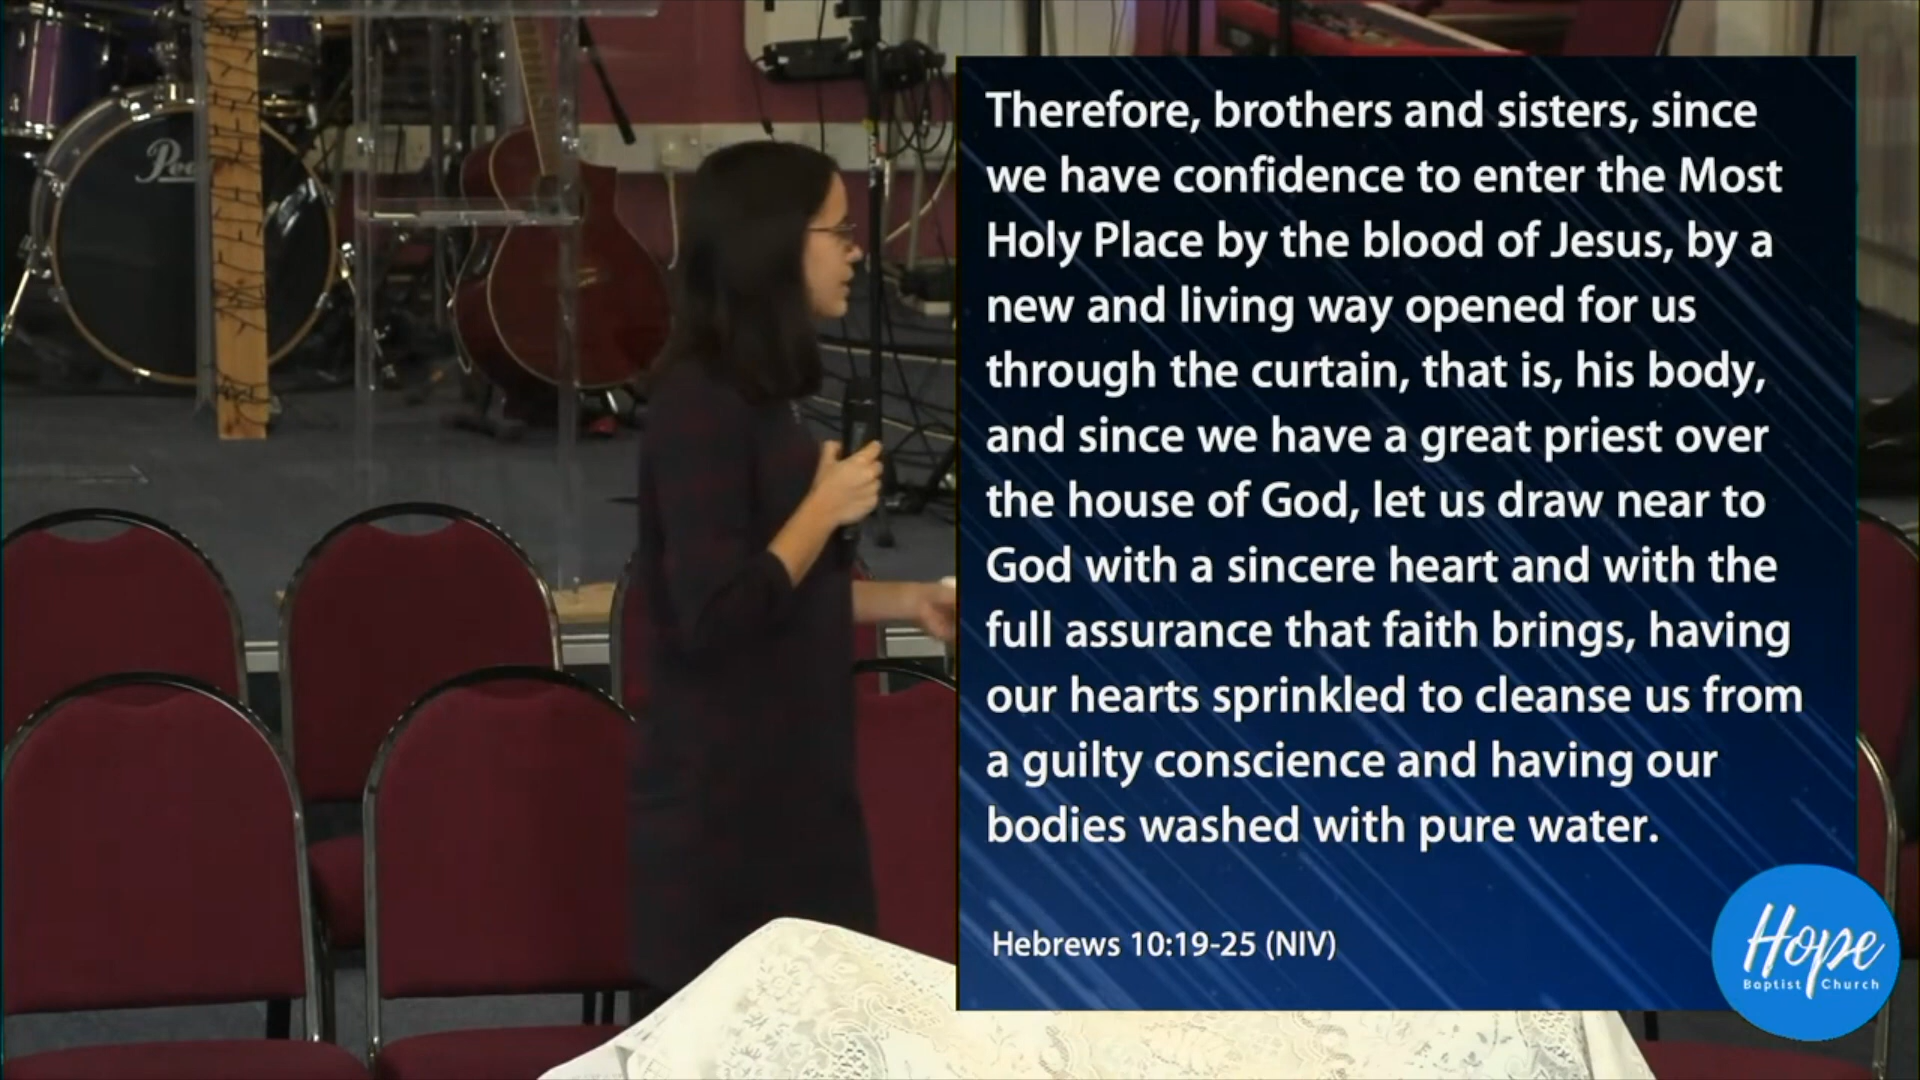 Therefore, brothers and sisters, since
we have confidence to enter the Most
Holy Place by the blood of Jesus, by a
new and living way opened for us
through the curtain, that is, his body,
and since we have a great priest over
the house of God, let us draw near to
God with a sincere heart and with the
full assurance that faith brings, having
our hearts sprinkled to cleanse us from
a guilty conscience and having our
bodies washed with pure water.
Hebrews 10:19-25 (NIV)
Hope
Baptist Church